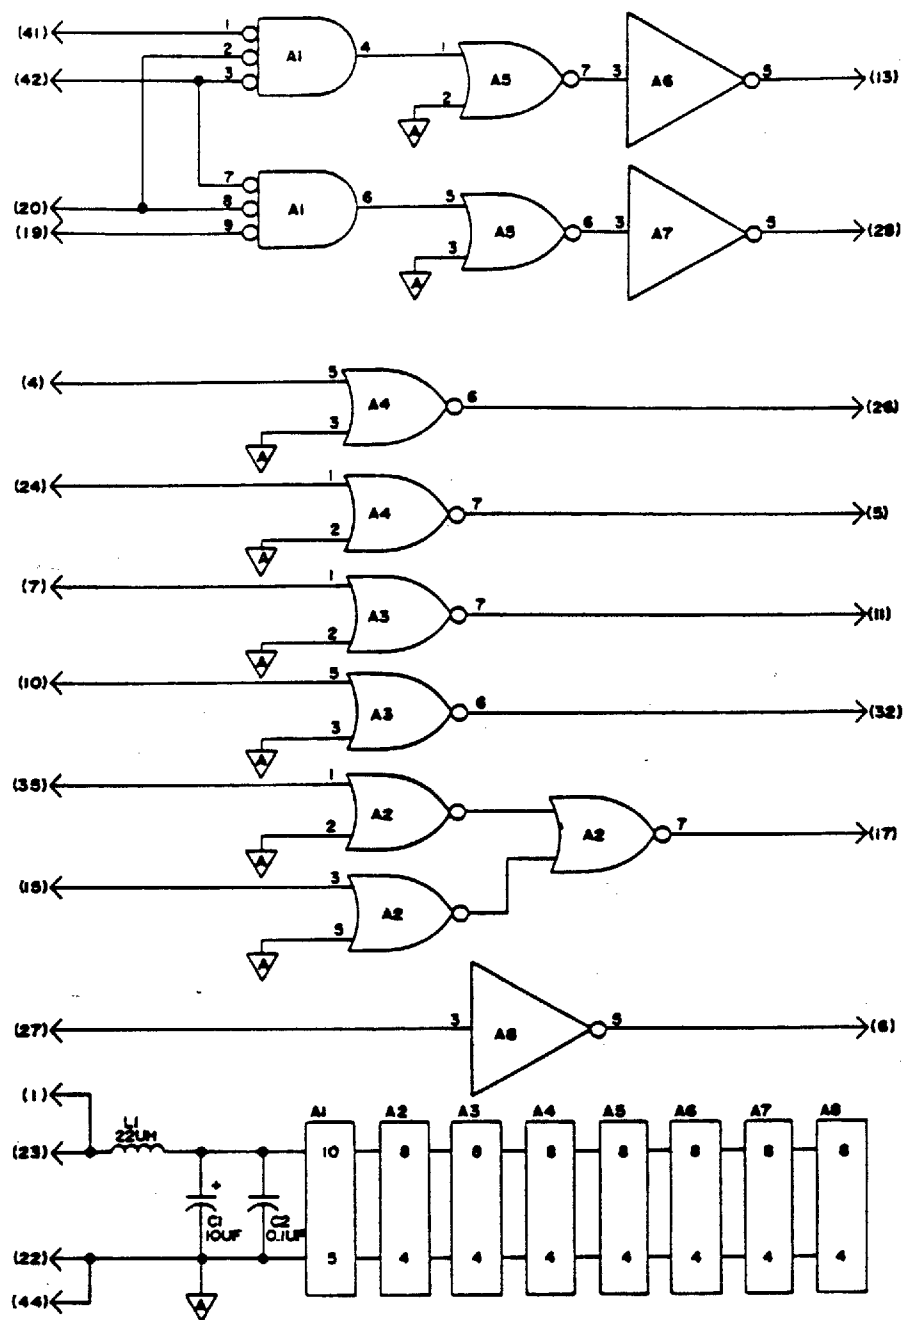 (41) 1
2 A1 4 1
(42) 3 A5 7 3 A6 5 (13)
2
A
7
(20) 8 A1 6 5
(19) 9 A5 6 3 A7 5 (28)
3
A
(4) 5
A4 6 (26)
3
A
(24) 1
A4 7 (5)
2
A
(7) 1
A3 7 (11)
2
A
(10) 5
A3 6 (32)
3
A
(35) 1
A2
2 A2 7 (17)
A
(15) 3
A2
5
A
(27) 3 A8 5 (6)
(1)
L1 A1 A2 A3 A4 A5 A6 A7 A8
22UH
(23) 10 8 8 8 8 8 8 8
+
C1 C2
10UF 0.1UF
(22) 5 4 4 4 4 4 4 4
(44) A